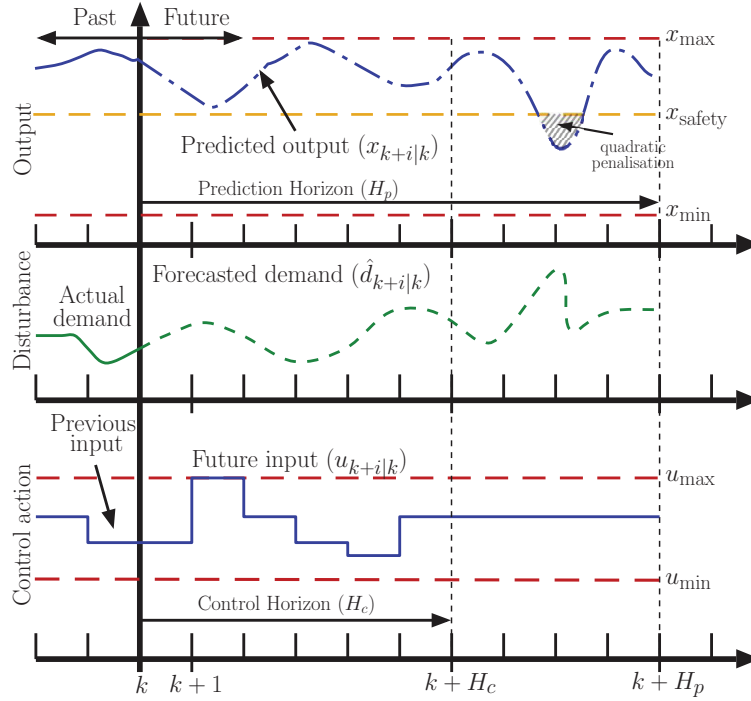 Past Future
x_max
Output
Predicted output (x_{k+i|k})
x_safety
quadratic
penalisation
Prediction Horizon (H_p)
x_min
Disturbance
Forecasted demand (d̂_{k+i|k})
Actual
demand
Control action
Previous
input
Future input (u_{k+i|k})
u_max
u_min
Control Horizon (H_c)
k k + 1 k + H_c k + H_p